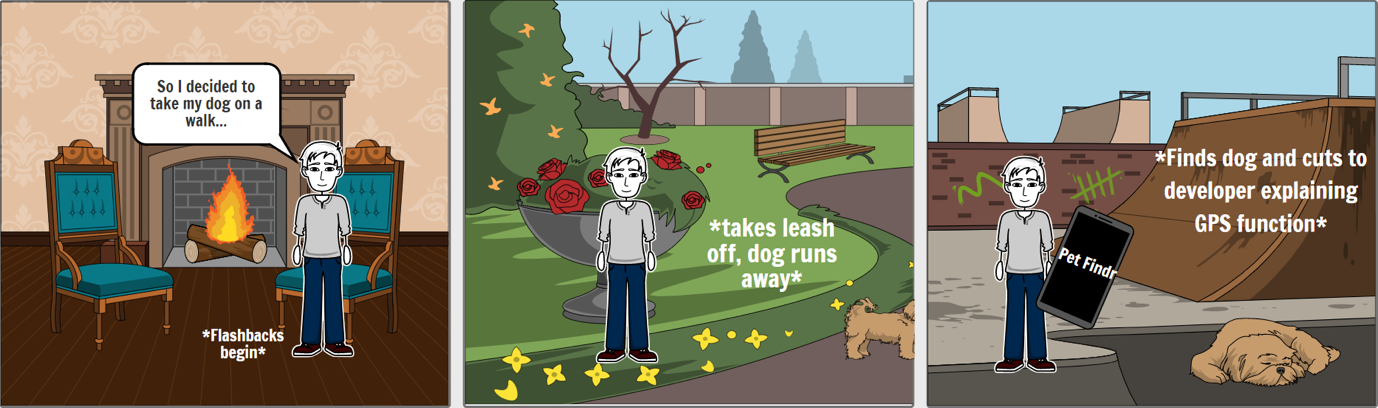 So I decided to
take my dog on a
walk...
*Flashbacks
begin*
*takes leash
off, dog runs
away*
*Finds dog and cuts to
developer explaining
GPS function*
Pet Findr